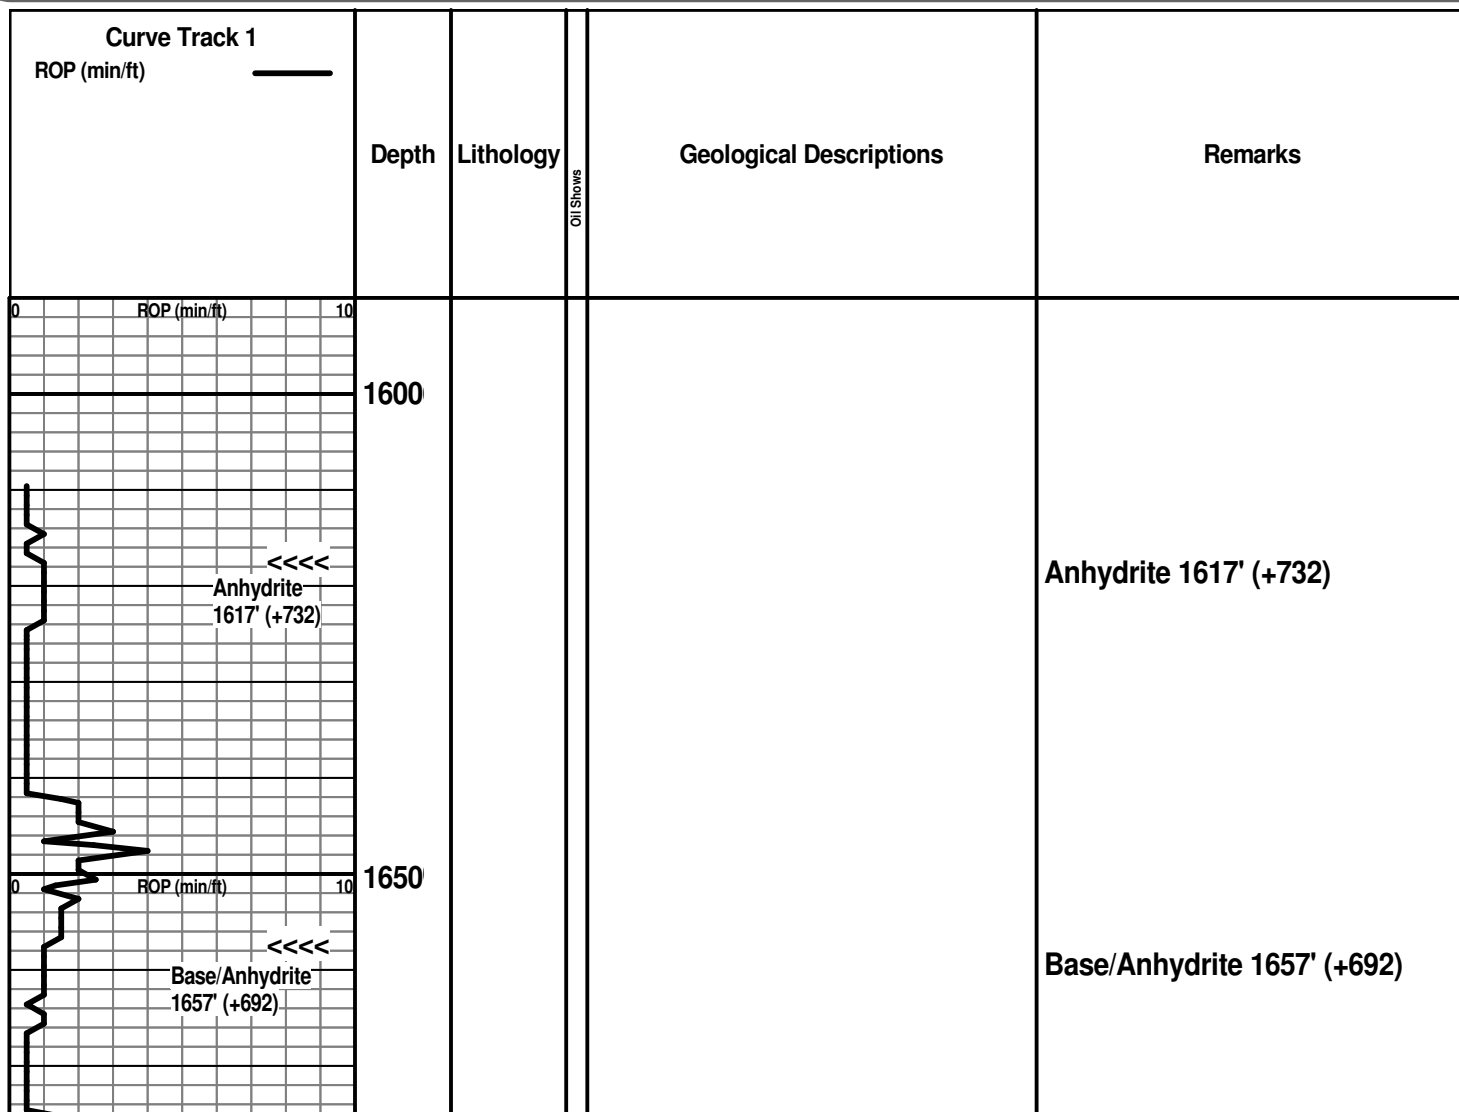 Curve Track 1
ROP (min/ft)
Depth
Lithology
Oil Shows
Geological Descriptions
Remarks
0 ROP (min/ft) 10
1600
<<<<
Anhydrite
1617' (+732)
Anhydrite 1617' (+732)
1650
0 ROP (min/ft) 10
<<<<
Base/Anhydrite
1657' (+692)
Base/Anhydrite 1657' (+692)